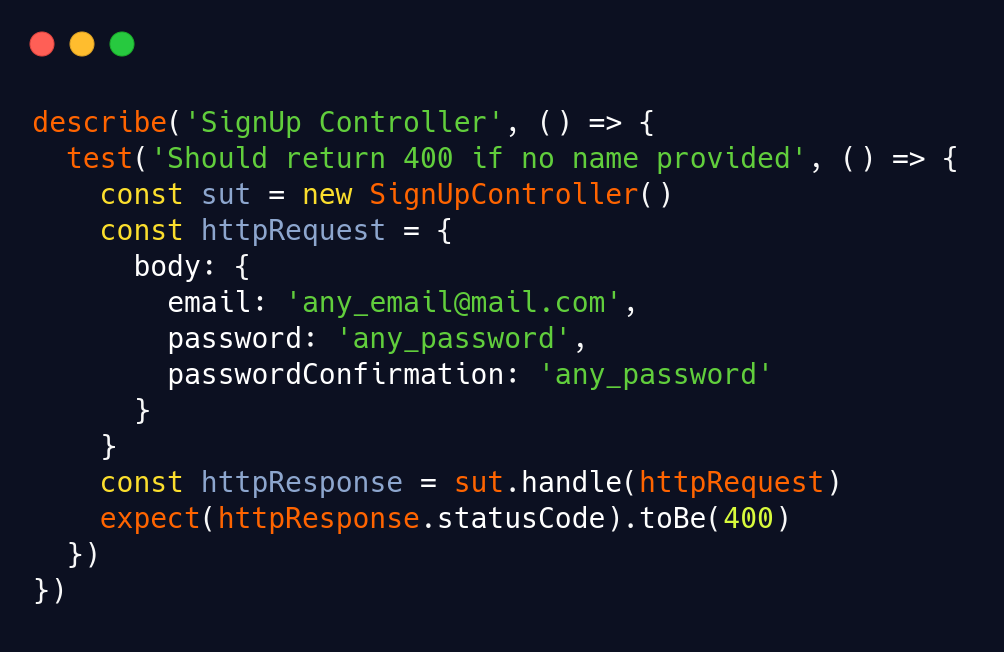 describe('SignUp Controller', () => {
  test('Should return 400 if no name provided', () => {
    const sut = new SignUpController()
    const httpRequest = {
      body: {
        email: 'any_email@mail.com',
        password: 'any_password',
        passwordConfirmation: 'any_password'
      }
    }
    const httpResponse = sut.handle(httpRequest)
    expect(httpResponse.statusCode).toBe(400)
  })
})